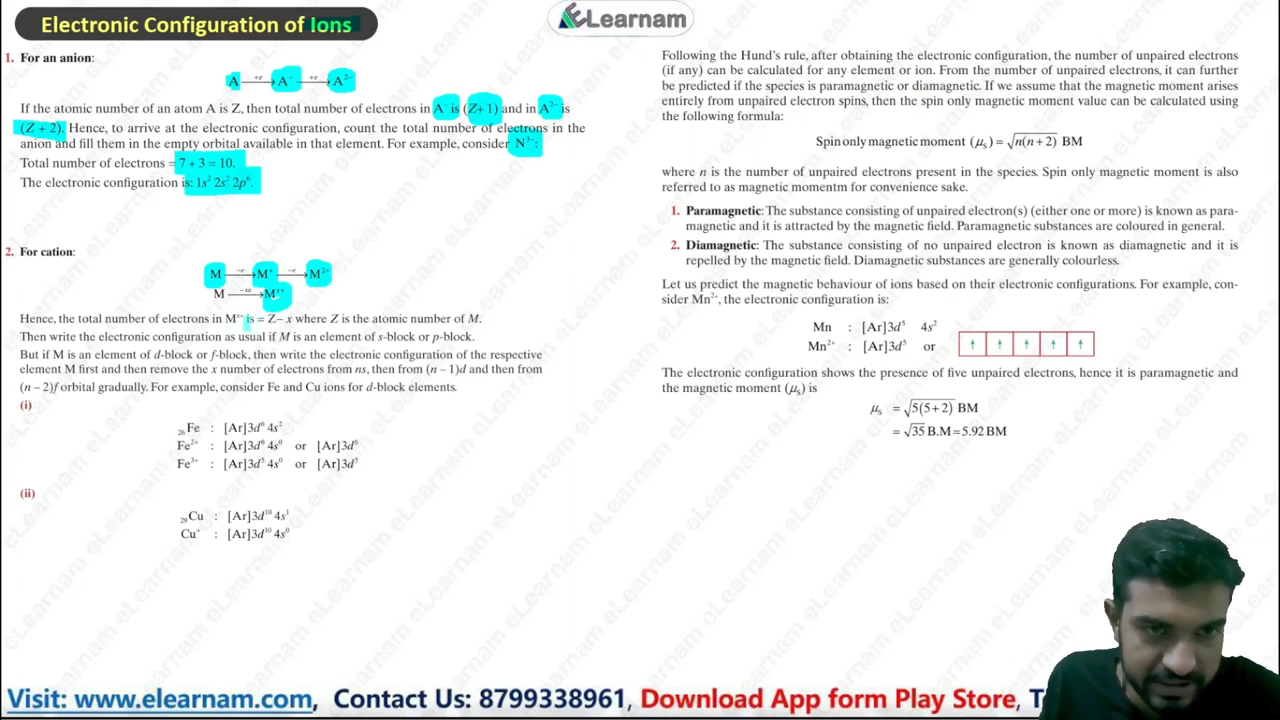 Electronic Configuration of Ions
ELearnam
1. For an anion:
A —+e→ A⁻ —+e→ A²⁻
If the atomic number of an atom A is Z, then total number of electrons in A⁻ is (Z+ 1) and in A²⁻ is
(Z + 2). Hence, to arrive at the electronic configuration, count the total number of electrons in the
anion and fill them in the empty orbital available in that element. For example, consider N³⁻:
Total number of electrons = 7 + 3 = 10.
The electronic configuration is: 1s² 2s² 2p⁶.
2. For cation:
M —−e→ M⁺ —−e→ M²⁺
M —−xe→ Mˣ⁺
Hence, the total number of electrons in Mˣ⁺ is = Z− x where Z is the atomic number of M.
Then write the electronic configuration as usual if M is an element of s-block or p-block.
But if M is an element of d-block or f-block, then write the electronic configuration of the respective
element M first and then remove the x number of electrons from ns, then from (n − 1)d and then from
(n − 2)f orbital gradually. For example, consider Fe and Cu ions for d-block elements.
(i)
₂₆Fe : [Ar]3d⁶ 4s²
Fe²⁺ : [Ar]3d⁶ 4s⁰ or [Ar]3d⁶
Fe³⁺ : [Ar]3d⁵ 4s⁰ or [Ar]3d⁵
(ii)
₂₉Cu : [Ar]3d¹⁰ 4s¹
Cu⁺ : [Ar]3d¹⁰ 4s⁰
Following the Hund's rule, after obtaining the electronic configuration, the number of unpaired electrons
(if any) can be calculated for any element or ion. From the number of unpaired electrons, it can further
be predicted if the species is paramagnetic or diamagnetic. If we assume that the magnetic moment arises
entirely from unpaired electron spins, then the spin only magnetic moment value can be calculated using
the following formula:
Spin only magnetic moment (μₛ) = √n(n + 2) BM
where n is the number of unpaired electrons present in the species. Spin only magnetic moment is also
referred to as magnetic momentm for convenience sake.
1. Paramagnetic: The substance consisting of unpaired electron(s) (either one or more) is known as para-
magnetic and it is attracted by the magnetic field. Paramagnetic substances are coloured in general.
2. Diamagnetic: The substance consisting of no unpaired electron is known as diamagnetic and it is
repelled by the magnetic field. Diamagnetic substances are generally colourless.
Let us predict the magnetic behaviour of ions based on their electronic configurations. For example, con-
sider Mn²⁺, the electronic configuration is:
Mn : [Ar]3d⁵ 4s²
Mn²⁺ : [Ar]3d⁵ or ↑ ↑ ↑ ↑ ↑
The electronic configuration shows the presence of five unpaired electrons, hence it is paramagnetic and
the magnetic moment (μₛ) is
μₛ = √5(5 + 2) BM
= √35 B.M = 5.92 BM
Visit: www.elearnam.com, Contact Us: 8799338961, Download App form Play Store, T